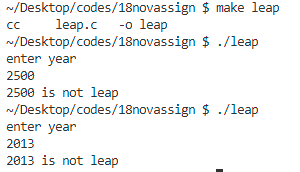 ~/Desktop/codes/18novassign $ make leap
cc     leap.c   -o leap
~/Desktop/codes/18novassign $ ./leap
enter year
2500
2500 is not leap
~/Desktop/codes/18novassign $ ./leap
enter year
2013
2013 is not leap